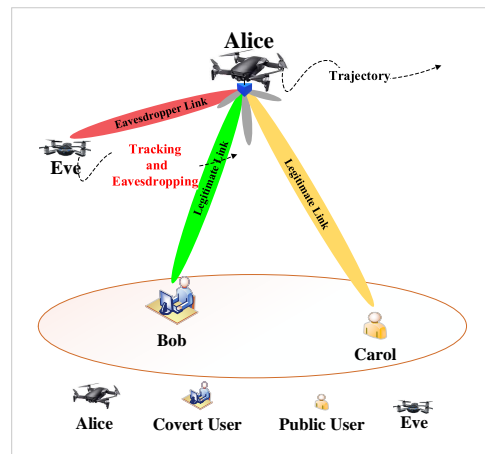 Alice
Trajectory
Eavesdropper Link
Eve
Tracking
and
Eavesdropping
Legitimate Link
Legitimate Link
Bob
Carol
Alice
Covert User
Public User
Eve